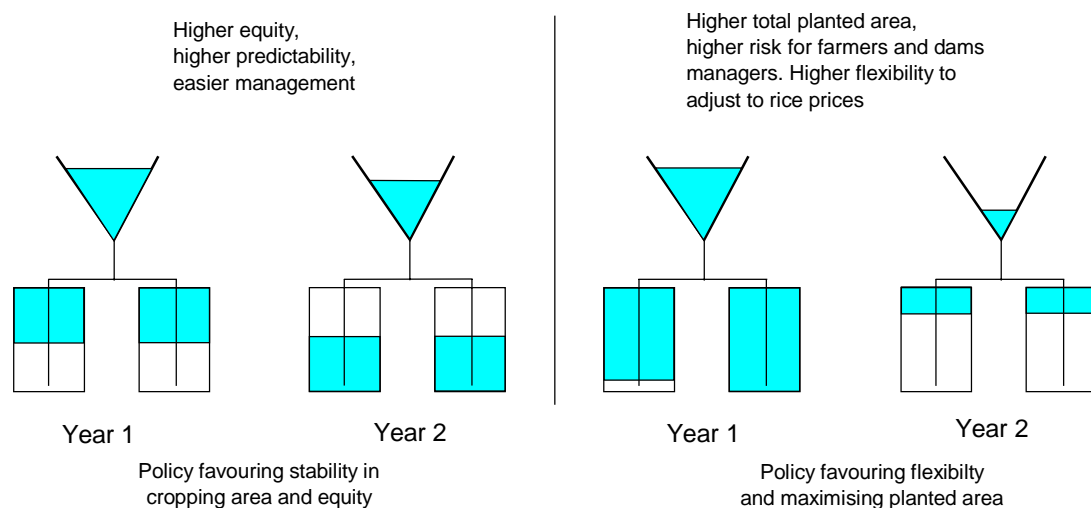 Higher equity,
higher predictability,
easier management
Higher total planted area,
higher risk for farmers and dams
managers. Higher flexibility to
adjust to rice prices
Year 1
Year 2
Year 1
Year 2
Policy favouring stability in
cropping area and equity
Policy favouring flexibilty
and maximising planted area